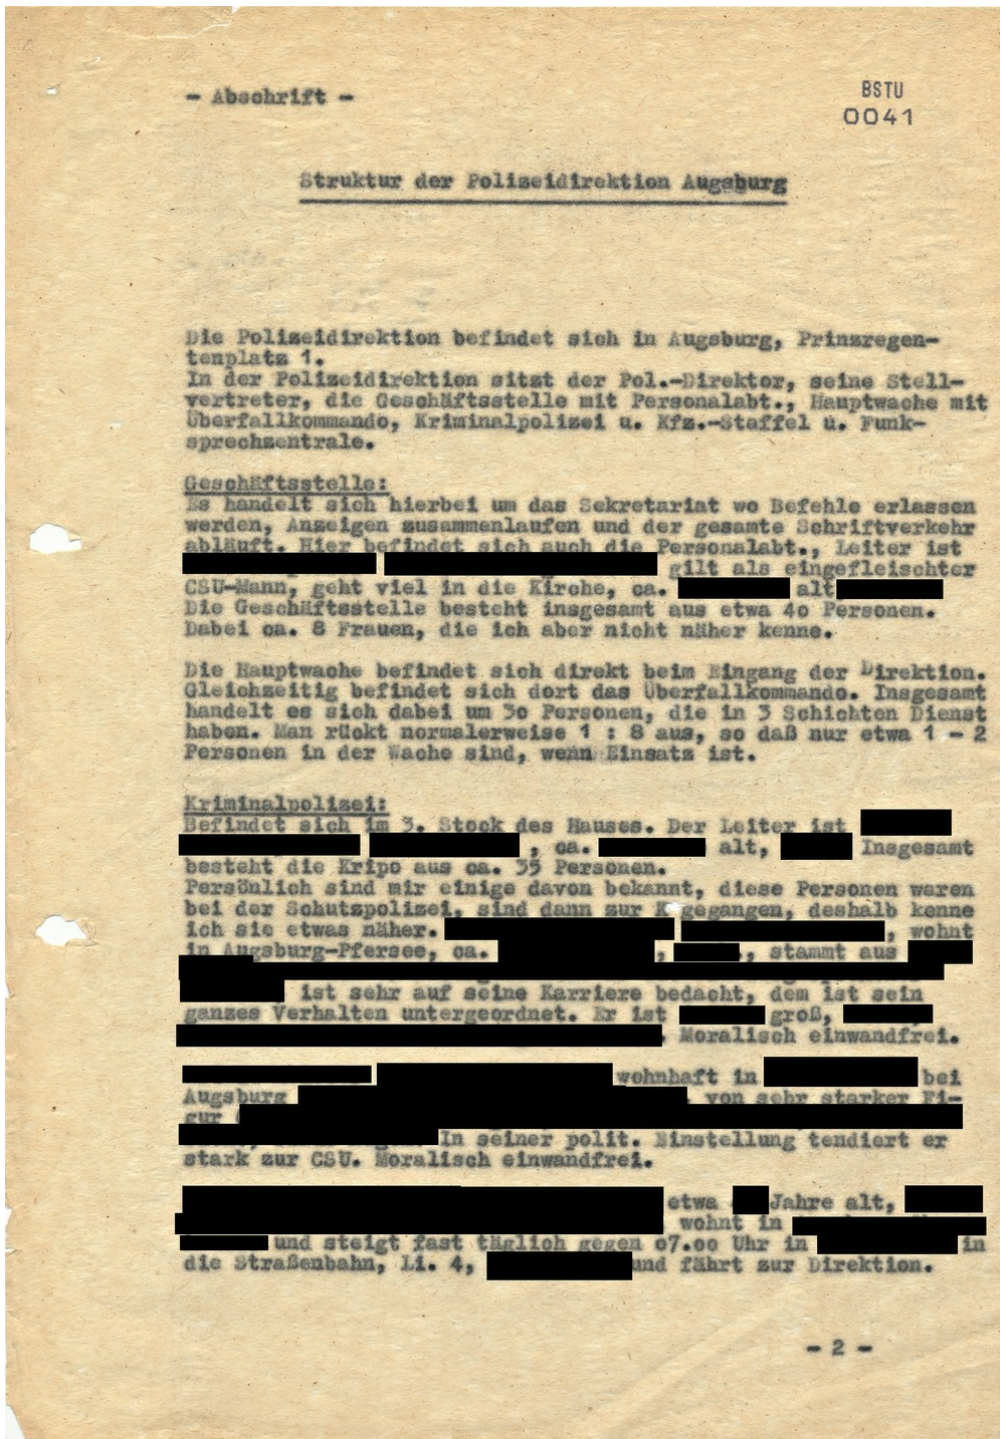 - Abschrift -
BSTU
0041
Struktur der Polizeidirektion Augsburg
Die Polizeidirektion befindet sich in Augsburg, Prinzregen-
tenplatz 1.
In der Polizeidirektion sitzt der Pol.-Direktor, seine Stell-
vertreter, die Geschäftsstelle mit Personalabt., Hauptwache mit
Überfallkommando, Kriminalpolizei u. Kfz.-Staffel u. Funk-
sprechzentrale.
Geschäftsstelle:
Es handelt sich hierbei um das Sekretariat wo Befehle erlassen
werden, Anzeigen zusammenlaufen und der gesamte Schriftverkehr
abläuft. Hier befindet sich auch die Personalabt., Leiter ist
gilt als eingefleischter
CSU-Mann, geht viel in die Kirche, ca. alt
Die Geschäftsstelle besteht insgesamt aus etwa 4o Personen.
Dabei ca. 8 Frauen, die ich aber nicht näher kenne.
Die Hauptwache befindet sich direkt beim Eingang der Direktion.
Gleichzeitig befindet sich dort das Überfallkommando. Insgesamt
handelt es sich dabei um 3o Personen, die in 3 Schichten Dienst
haben. Man rückt normalerweise 1 : 8 aus, so daß nur etwa 1 - 2
Personen in der Wache sind, wenn Einsatz ist.
Kriminalpolizei:
Befindet sich im 3. Stock des Hauses. Der Leiter ist
, ca. alt, Insgesamt
besteht die Kripo aus ca. 35 Personen.
Persönlich sind mir einige davon bekannt, diese Personen waren
bei der Schutzpolizei, sind dann zur K gegangen, deshalb kenne
ich sie etwas näher. , wohnt
in Augsburg-Pfersee, ca. , ., stammt aus
ist sehr auf seine Karriere bedacht, dem ist sein
ganzes Verhalten untergeordnet. Er ist groß,
. Moralisch einwandfrei.
wohnhaft in bei
Augsburg von sehr starker Fi-
gur (
In seiner polit. Einstellung tendiert er
stark zur CSU. Moralisch einwandfrei.
etwa Jahre alt,
wohnt in
und steigt fast täglich gegen o7.oo Uhr in in
die Straßenbahn, Li. 4, und fährt zur Direktion.
- 2 -